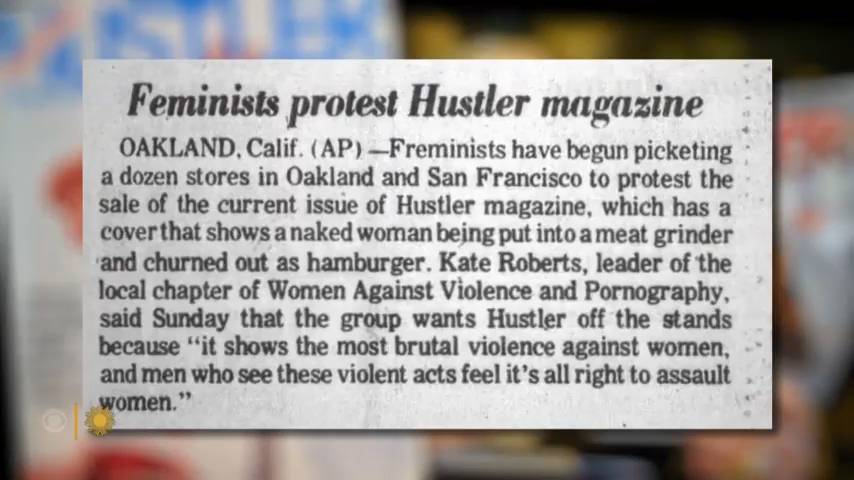 Feminists protest Hustler magazine
OAKLAND, Calif. (AP) —Freminists have begun picketing
a dozen stores in Oakland and San Francisco to protest the
sale of the current issue of Hustler magazine, which has a
cover that shows a naked woman being put into a meat grinder
and churned out as hamburger. Kate Roberts, leader of the
local chapter of Women Against Violence and Pornography,
said Sunday that the group wants Hustler off the stands
because “it shows the most brutal violence against women,
and men who see these violent acts feel it’s all right to assault
women.”